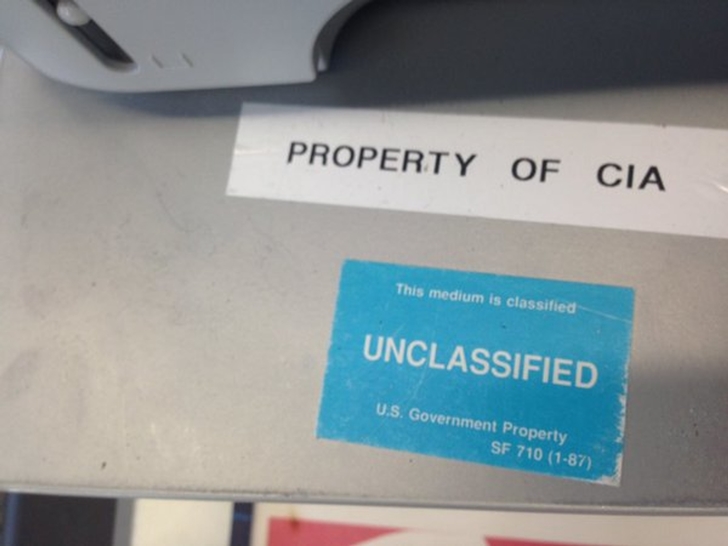 PROPERTY OF CIA
This medium is classified
UNCLASSIFIED
U.S. Government Property
SF 710 (1-87)